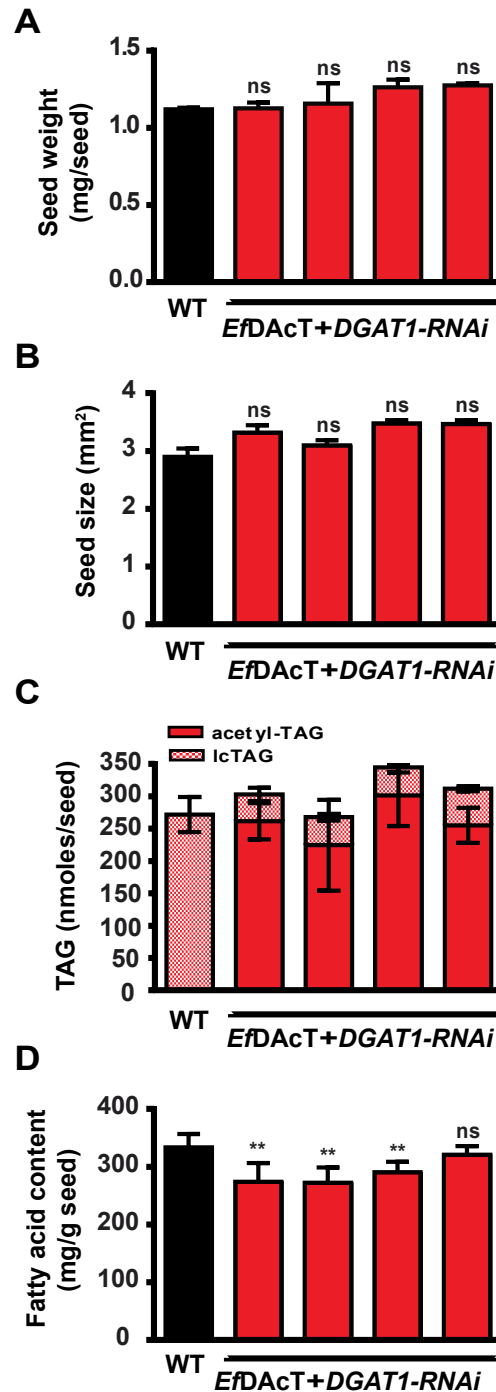 A
Seed weight
(mg/seed)
1.5
1.0
0.5
0.0
ns
ns
ns
ns
WT
EfDAcT+DGAT1-RNAi
B
Seed size (mm²)
4
3
2
1
0
ns
ns
ns
ns
WT
EfDAcT+DGAT1-RNAi
C
acetyl-TAG
lcTAG
TAG (nmoles/seed)
350
300
250
200
150
100
50
0
WT
EfDAcT+DGAT1-RNAi
D
Fatty acid content
(mg/g seed)
400
300
200
100
0
**
**
**
ns
WT
EfDAcT+DGAT1-RNAi